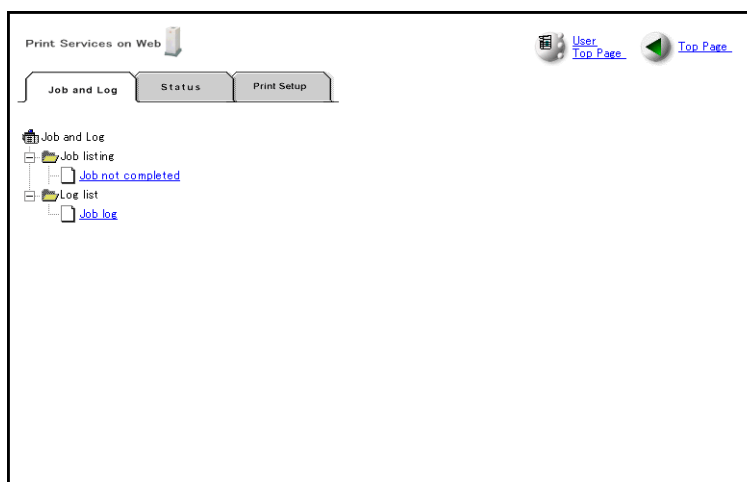 Print Services on Web
User
Top Page
Top Page
Job and Log
Status
Print Setup
Job and Log
Job listing
Job not completed
Log list
Job log